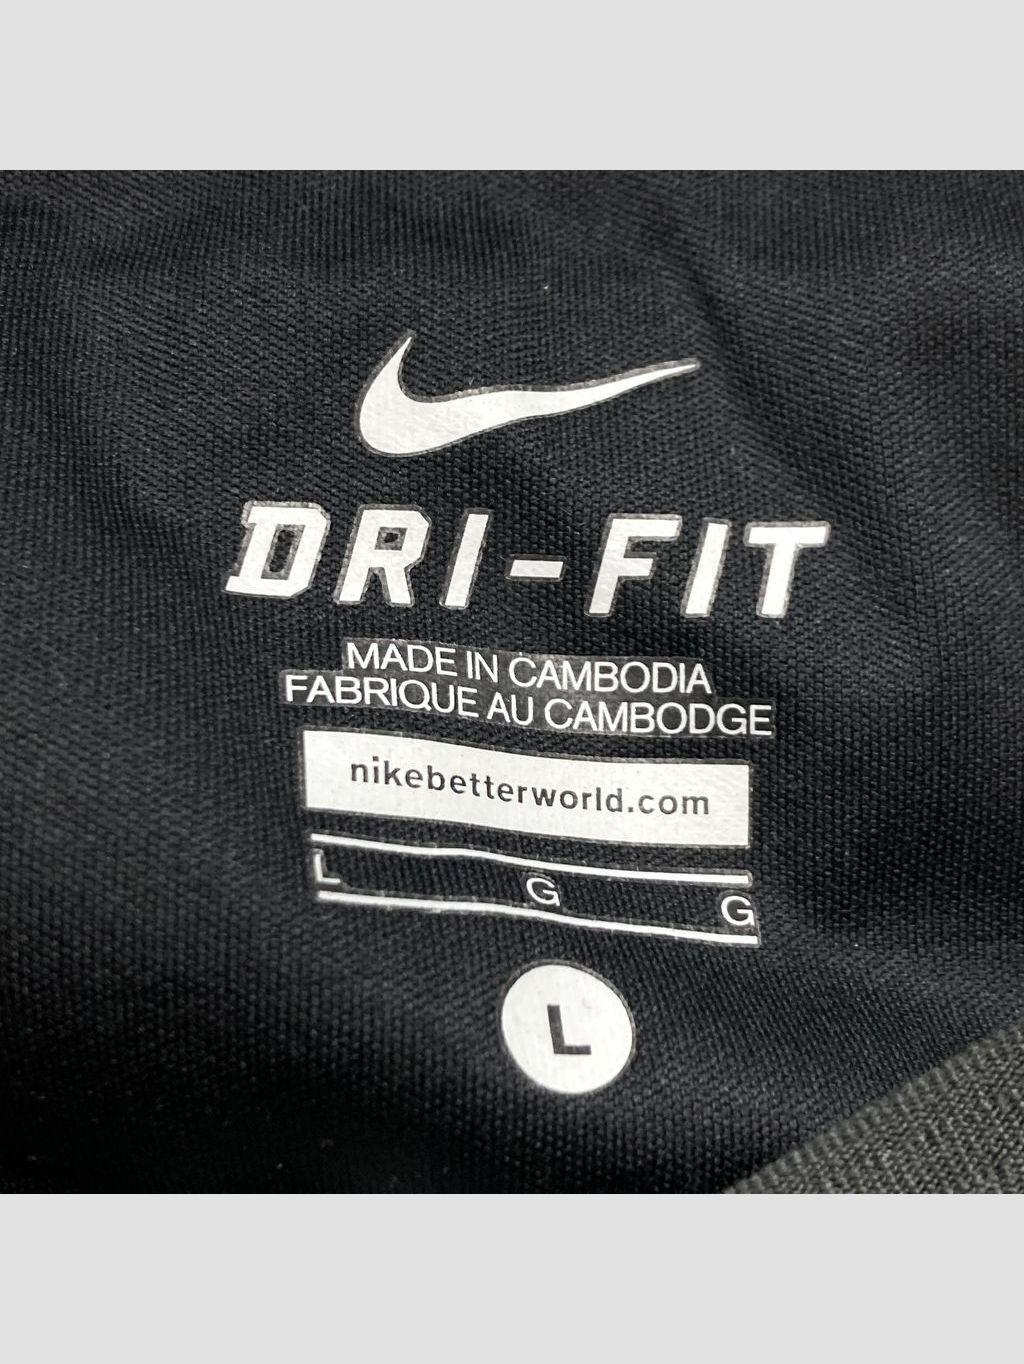 DRI-FIT
MADE IN CAMBODIA
FABRIQUE AU CAMBODGE
nikebetterworld.com
L G G
L